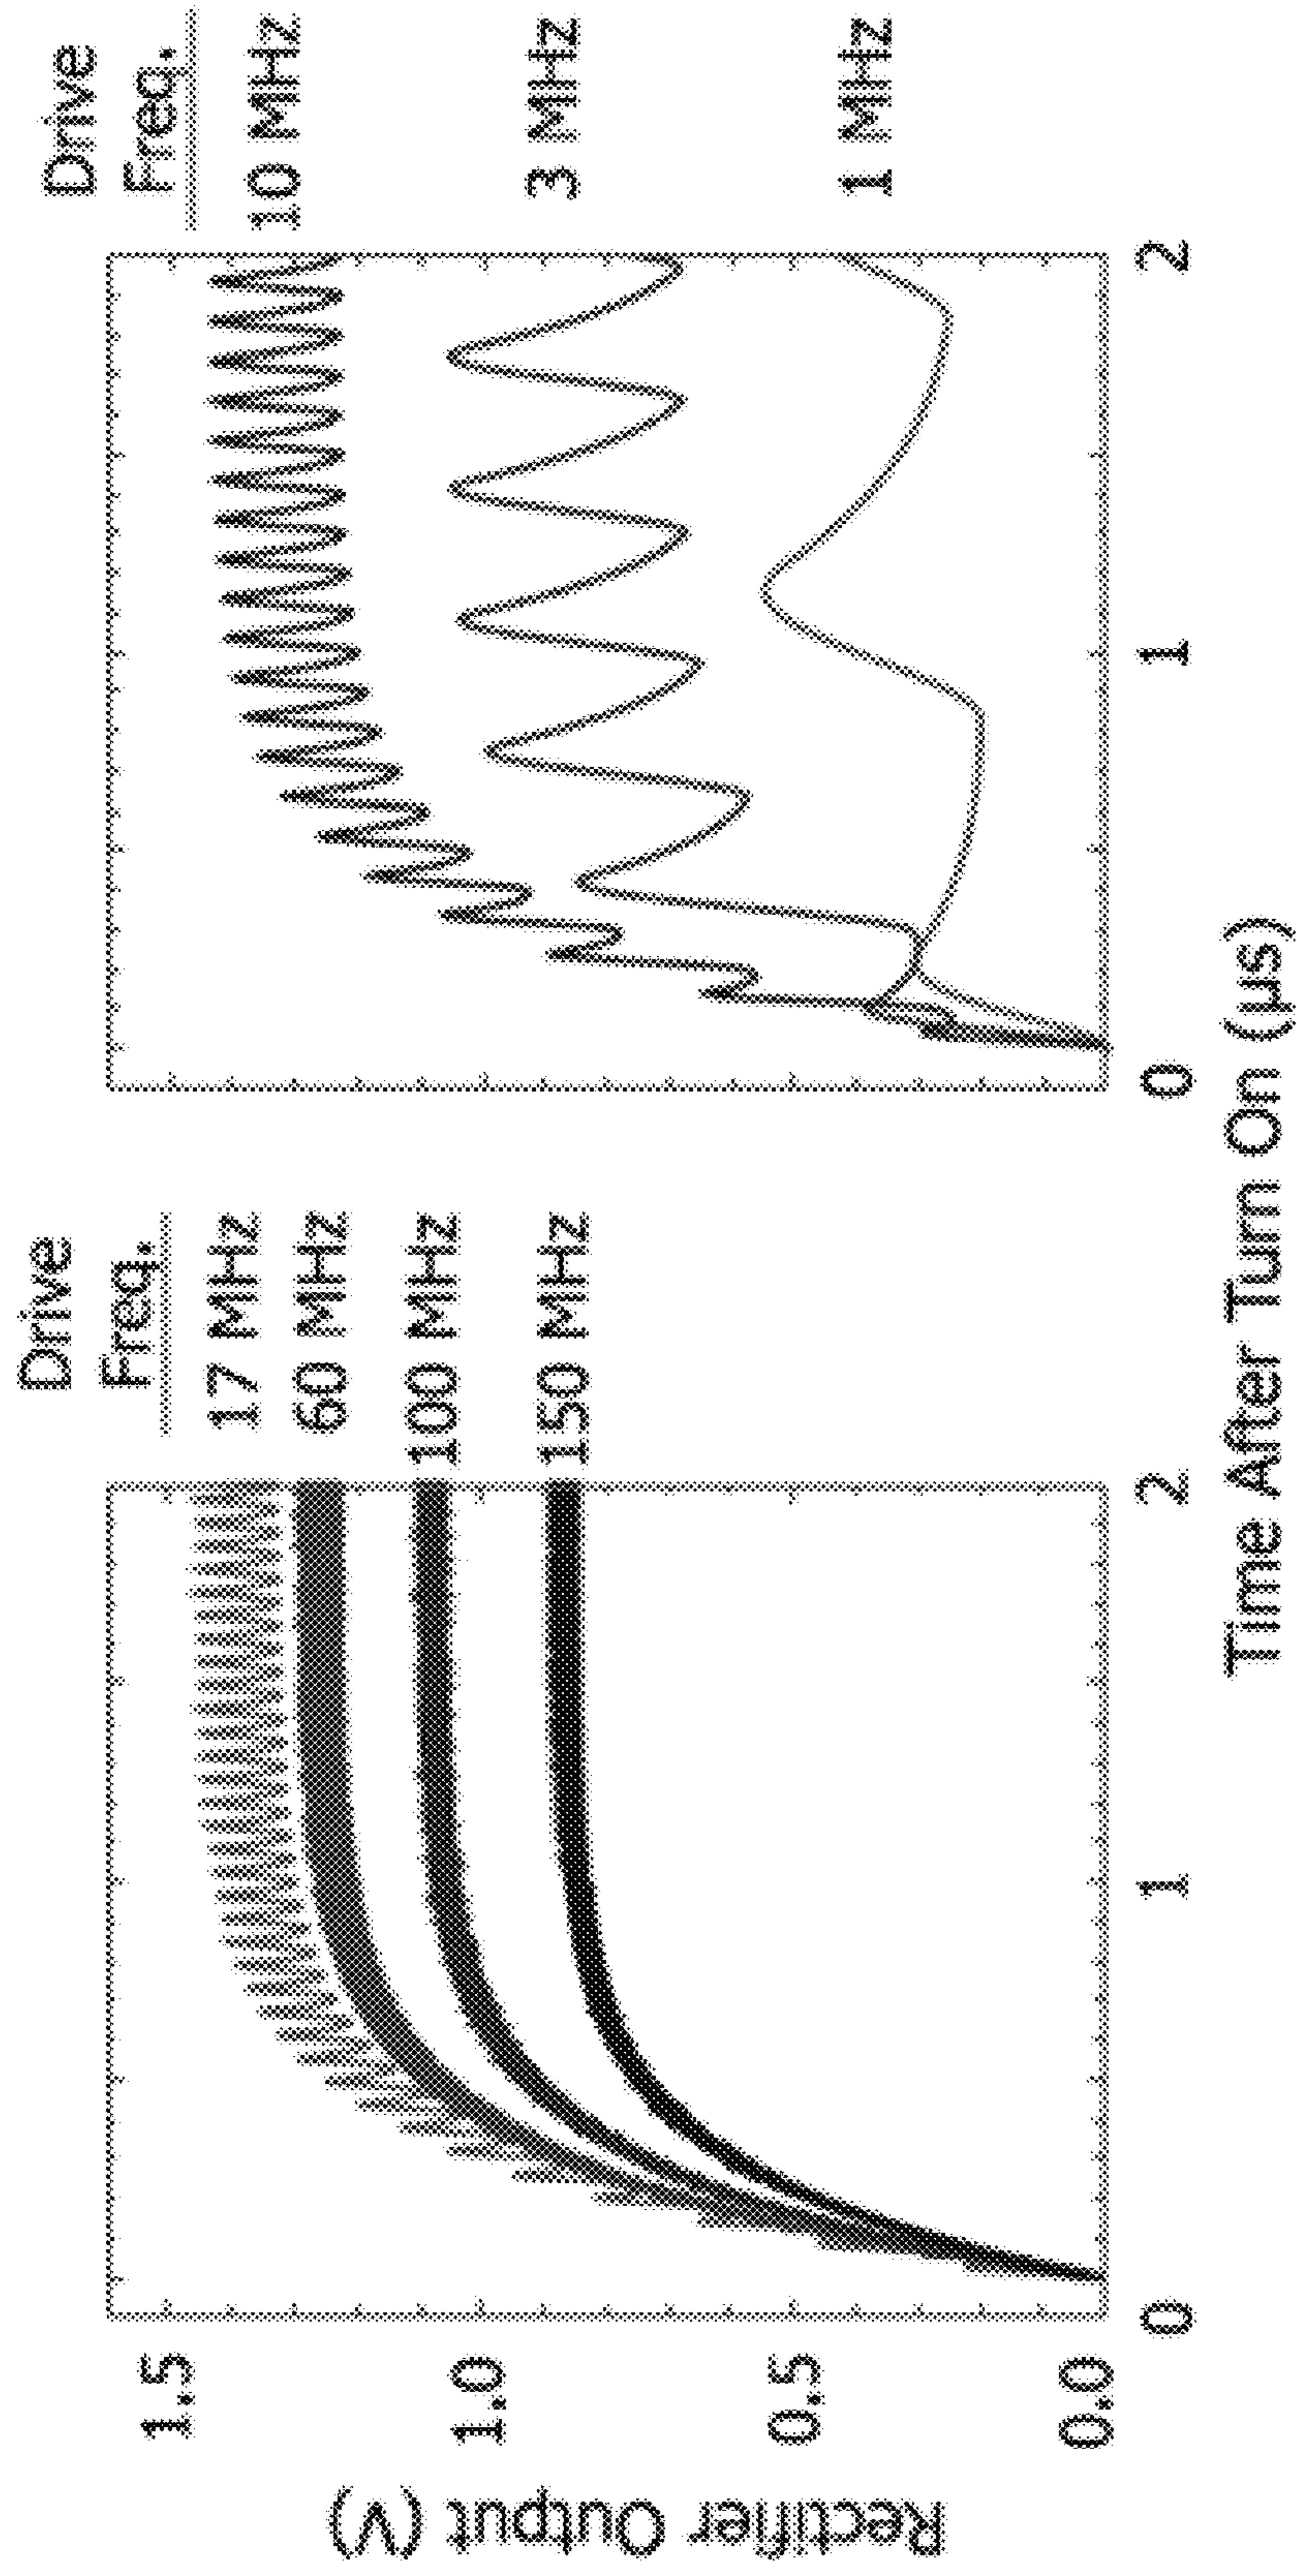 Drive
Freq.
17 MHz
60 MHz
100 MHz
150 MHz
Drive
Freq.
10 MHz
3 MHz
1 MHz
Rectifier Output (V)
1.5
1.0
0.5
0.0
0
1
2
0
1
2
Time After Turn On (µs)